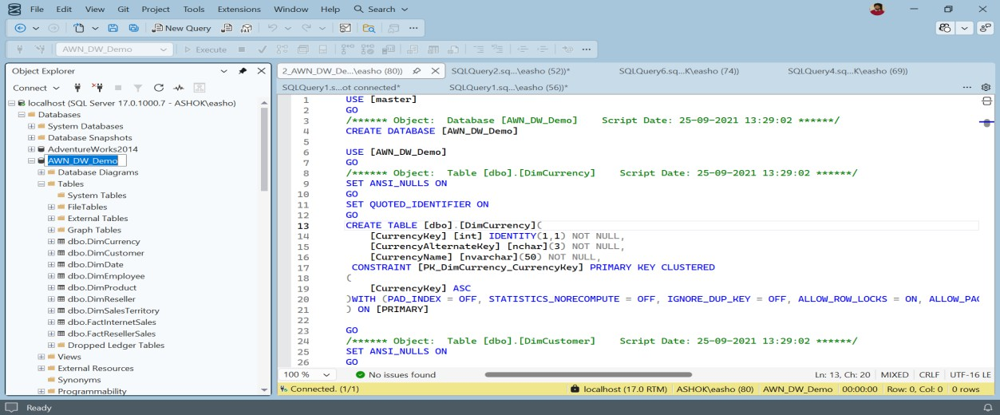 File Edit View Git Project Tools Extensions Window Help Search
New Query
AWN_DW_Demo Execute
Object Explorer
Connect
localhost (SQL Server 17.0.1000.7 - ASHOK\easho)
Databases
System Databases
Database Snapshots
AdventureWorks2014
AWN_DW_Demo
Database Diagrams
Tables
System Tables
FileTables
External Tables
Graph Tables
dbo.DimCurrency
dbo.DimCustomer
dbo.DimDate
dbo.DimEmployee
dbo.DimProduct
dbo.DimReseller
dbo.DimSalesTerritory
dbo.FactInternetSales
dbo.FactResellerSales
Dropped Ledger Tables
Views
External Resources
Synonyms
Programmability
2_AWN_DW_De...\easho (80)) SQLQuery2.sq...\easho (52))* SQLQuery6.sq...K\easho (74)) SQLQuery4.sq...K\easho (69))
SQLQuery1.s...ot connected* SQLQuery1.sq...\easho (56))*
1 USE [master]
2 GO
3 /****** Object:  Database [AWN_DW_Demo]    Script Date: 25-09-2021 13:29:02 ******/
4 CREATE DATABASE [AWN_DW_Demo]
5
6 USE [AWN_DW_Demo]
7 GO
8 /****** Object:  Table [dbo].[DimCurrency]    Script Date: 25-09-2021 13:29:02 ******/
9 SET ANSI_NULLS ON
10 GO
11 SET QUOTED_IDENTIFIER ON
12 GO
13 CREATE TABLE [dbo].[DimCurrency](
14 [CurrencyKey] [int] IDENTITY(1,1) NOT NULL,
15 [CurrencyAlternateKey] [nchar](3) NOT NULL,
16 [CurrencyName] [nvarchar](50) NOT NULL,
17 CONSTRAINT [PK_DimCurrency_CurrencyKey] PRIMARY KEY CLUSTERED
18 (
19 [CurrencyKey] ASC
20 )WITH (PAD_INDEX = OFF, STATISTICS_NORECOMPUTE = OFF, IGNORE_DUP_KEY = OFF, ALLOW_ROW_LOCKS = ON, ALLOW_PAG
21 ) ON [PRIMARY]
22
23 GO
24 /****** Object:  Table [dbo].[DimCustomer]    Script Date: 25-09-2021 13:29:02 ******/
25 SET ANSI_NULLS ON
26 GO
100 % No issues found Ln: 13, Ch: 20 MIXED CRLF UTF-16 LE
Connected. (1/1) localhost (17.0 RTM) ASHOK\easho (80) AWN_DW_Demo 00:00:00 Row: 0, Col: 0 0 rows
Ready